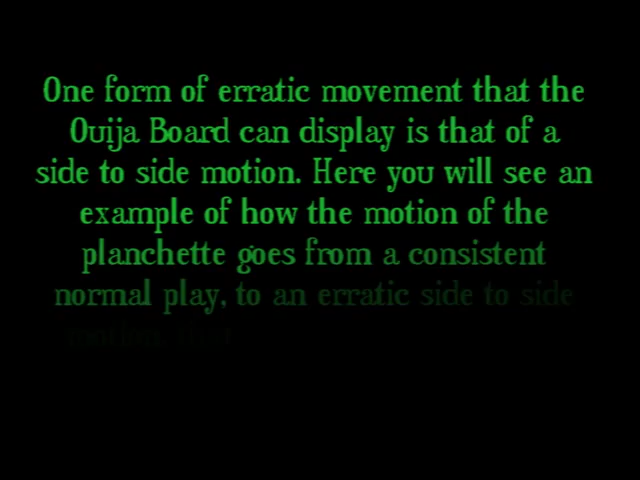 One form of erratic movement that the
Ouija Board can display is that of a
side to side motion. Here you will see an
example of how the motion of the
planchette goes from a consistent
normal play, to an erratic side to side
motion, that